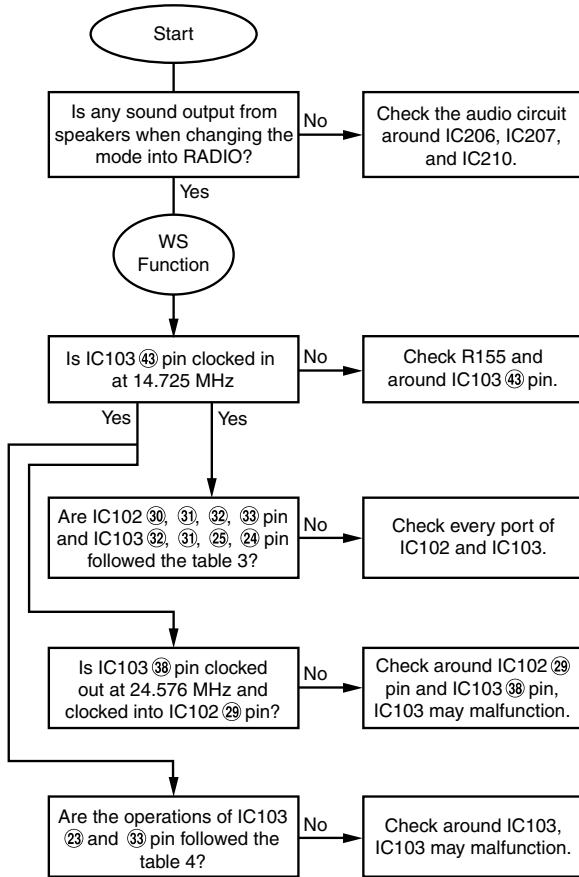 Start
Is any sound output from
speakers when changing the
mode into RADIO?
No
Check the audio circuit
around IC206, IC207,
and IC210.
Yes
WS
Function
Is IC103 ㊸ pin clocked in
at 14.725 MHz
No
Check R155 and
around IC103 ㊸ pin.
Yes
Yes
Are IC102 ㉚, ㉛, ㉜, ㉝ pin
and IC103 ㉜, ㉛, ㉕, ㉔ pin
followed the table 3?
No
Check every port of
IC102 and IC103.
Is IC103 ㊳ pin clocked
out at 24.576 MHz and
clocked into IC102 ㉙ pin?
No
Check around IC102 ㉙
pin and IC103 ㊳ pin,
IC103 may malfunction.
Are the operations of IC103
㉓ and ㉝ pin followed the
table 4?
No
Check around IC103,
IC103 may malfunction.